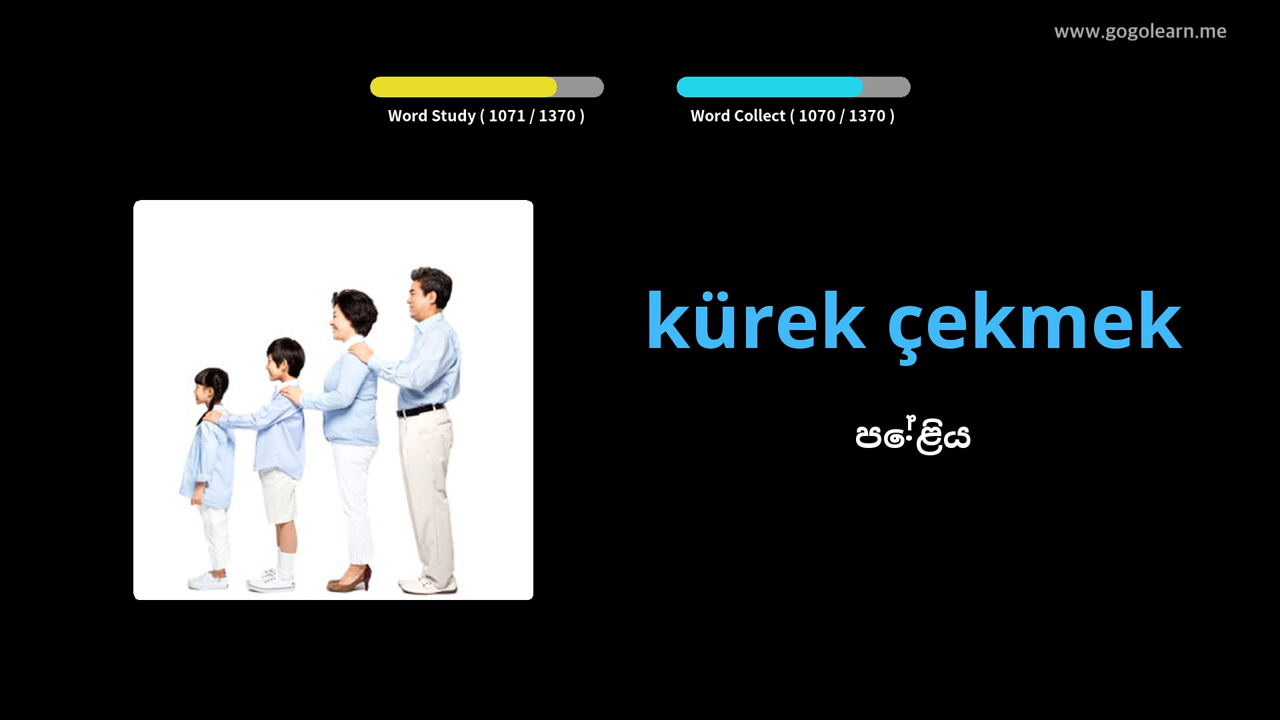 www.gogolearn.me
Word Study ( 1071 / 1370 )
Word Collect ( 1070 / 1370 )
kürek çekmek
පේළිය